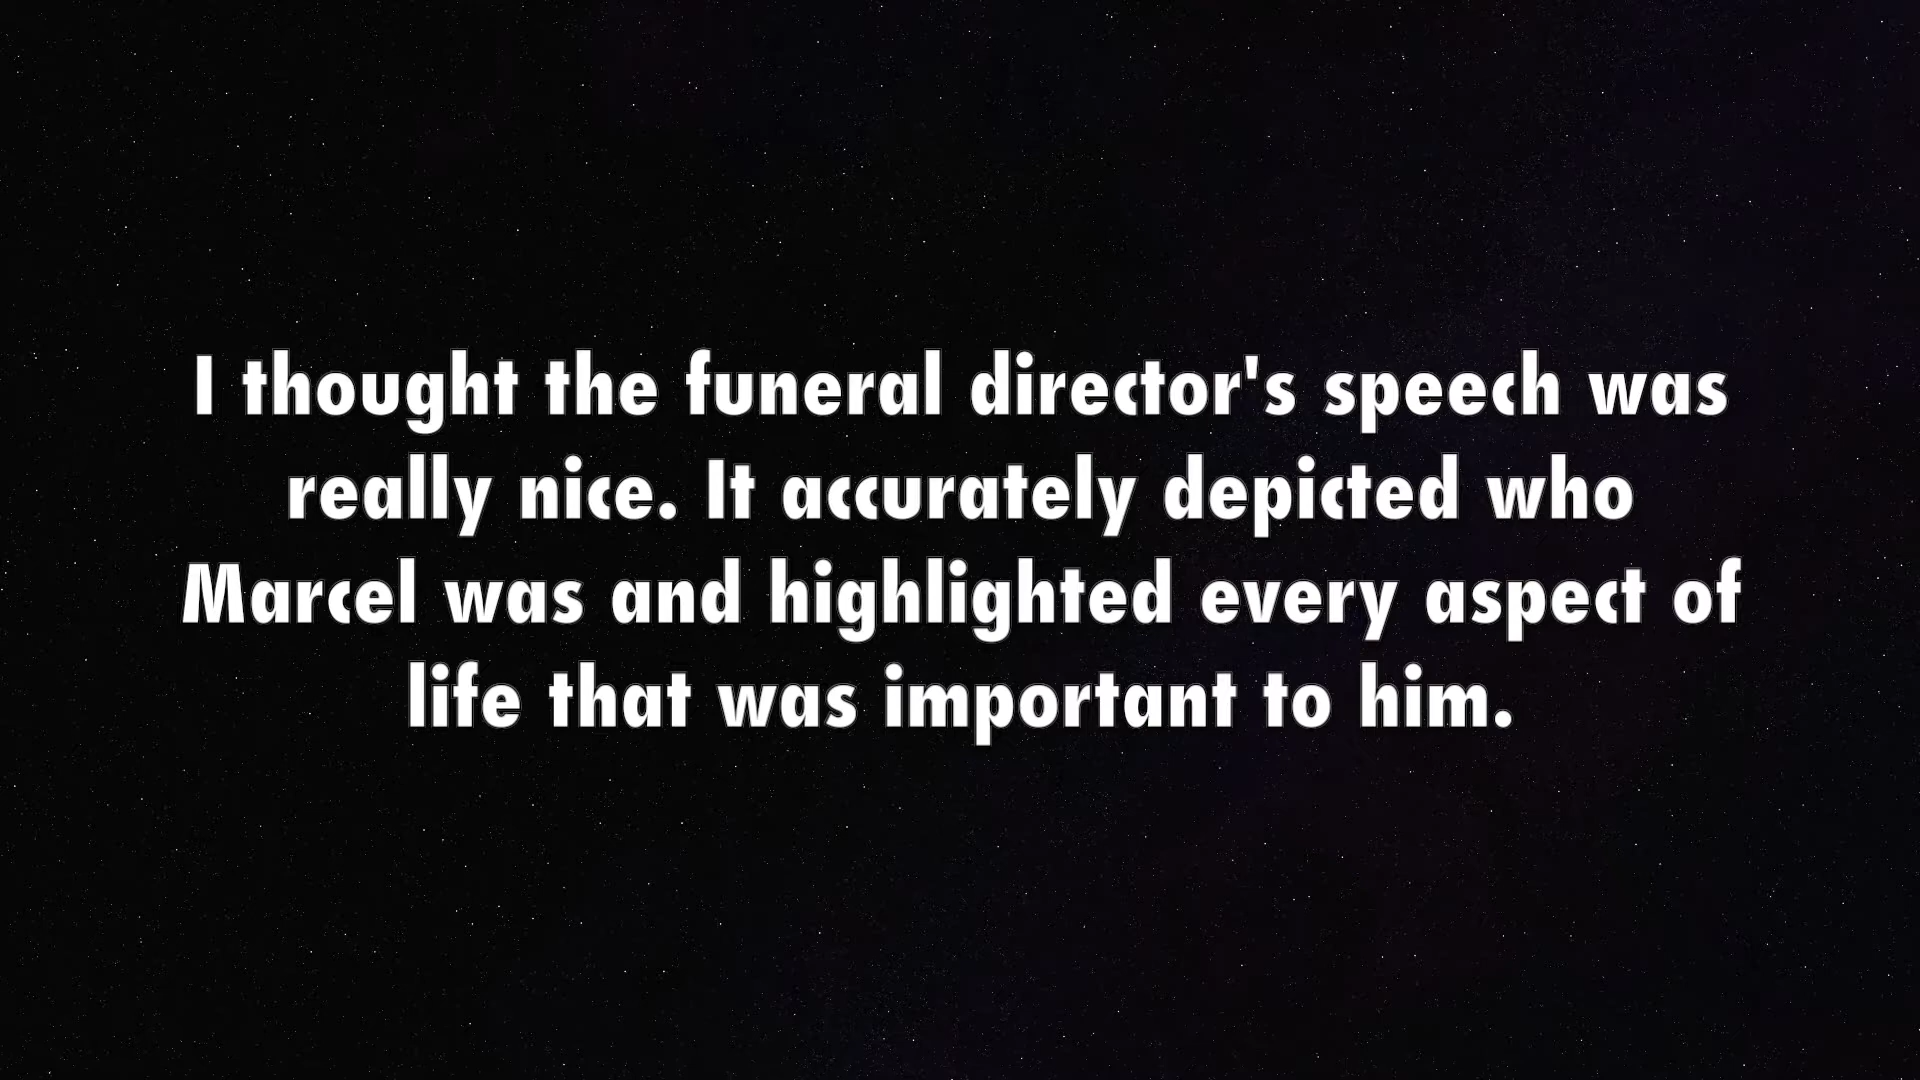 I thought the funeral director's speech was
really nice. It accurately depicted who
Marcel was and highlighted every aspect of
life that was important to him.